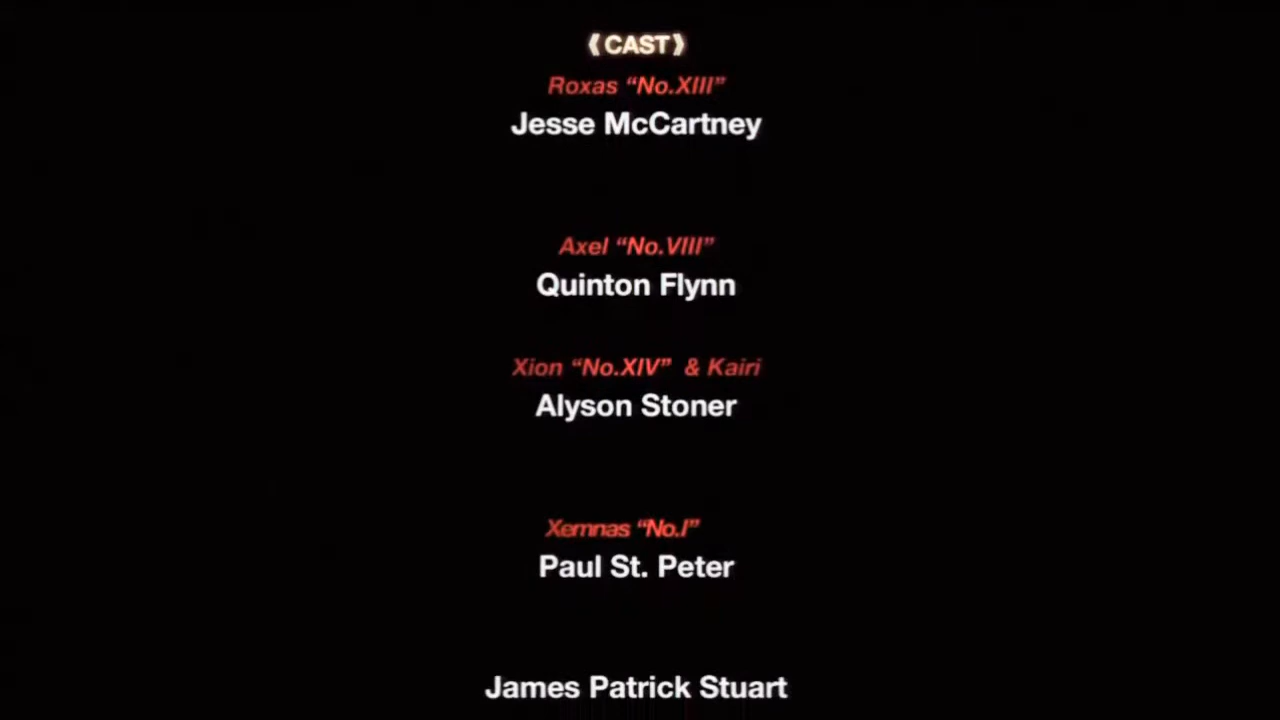 《CAST》
Roxas “No.XIII”
Jesse McCartney
Axel “No.VIII”
Quinton Flynn
Xion “No.XIV” & Kairi
Alyson Stoner
Xemnas “No.I”
Paul St. Peter
James Patrick Stuart